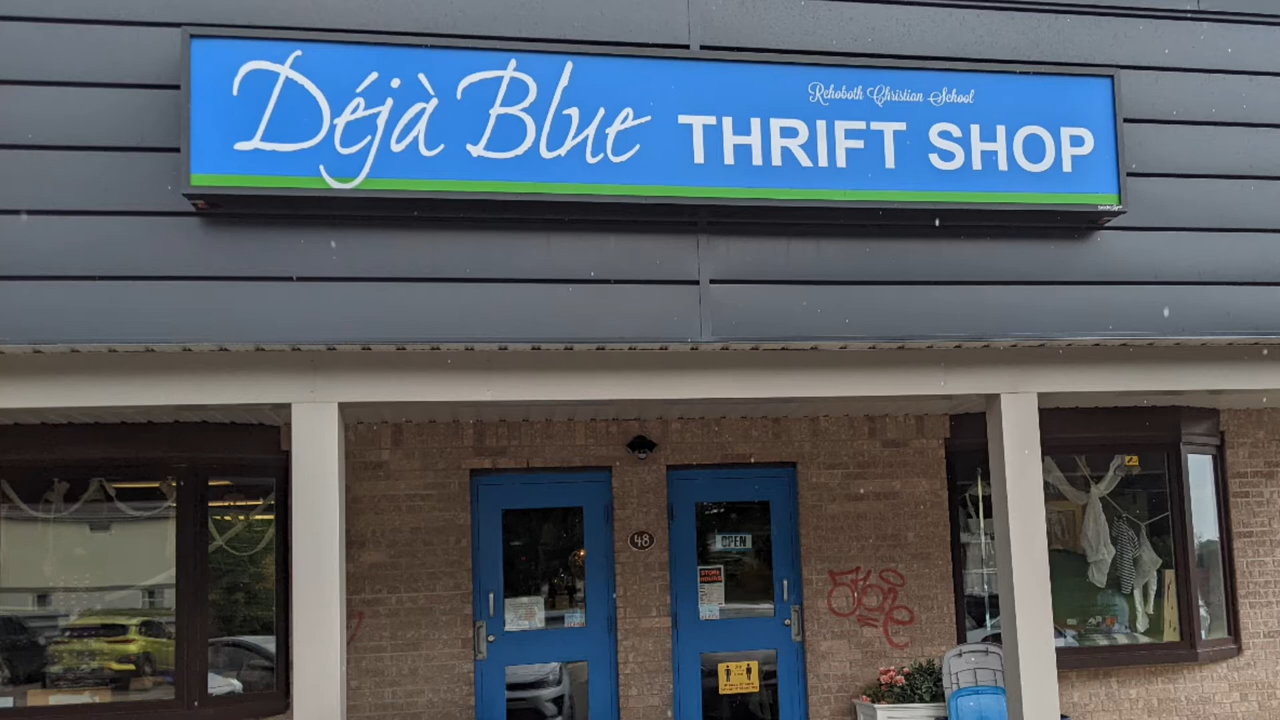 Déjà Blue
Rehoboth Christian School
THRIFT SHOP
48
OPEN
STORE
HOURS